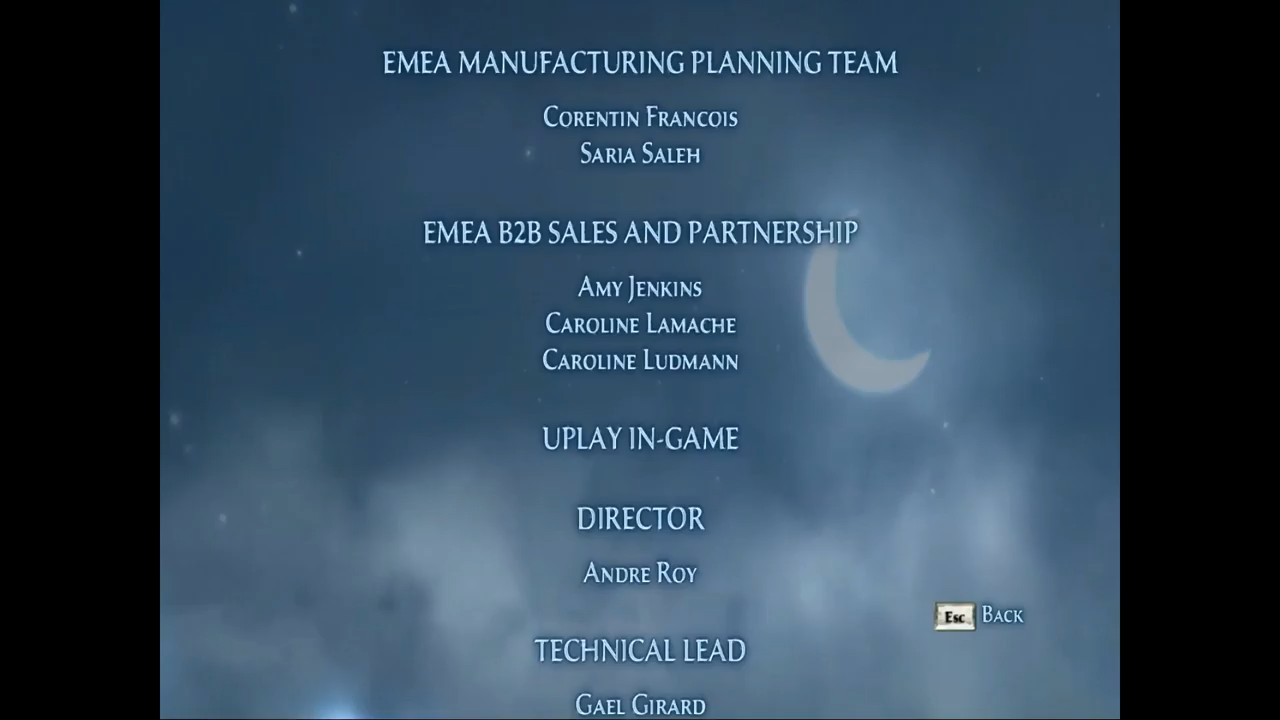 EMEA MANUFACTURING PLANNING TEAM
CORENTIN FRANCOIS
SARIA SALEH
EMEA B2B SALES AND PARTNERSHIP
AMY JENKINS
CAROLINE LAMACHE
CAROLINE LUDMANN
UPLAY IN-GAME
DIRECTOR
ANDRE ROY
Esc BACK
TECHNICAL LEAD
GAEL GIRARD